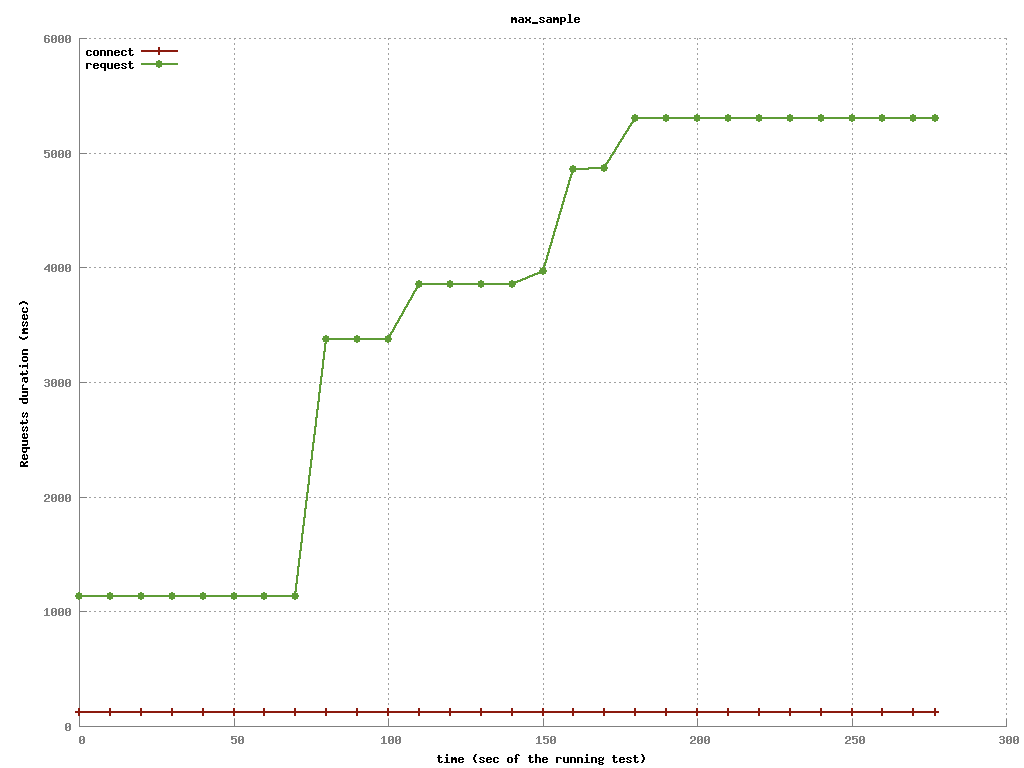 max_sample
6000
connect
request
5000
4000
3000
2000
1000
0
Requests duration (msec)
0 50 100 150 200 250 300
time (sec of the running test)